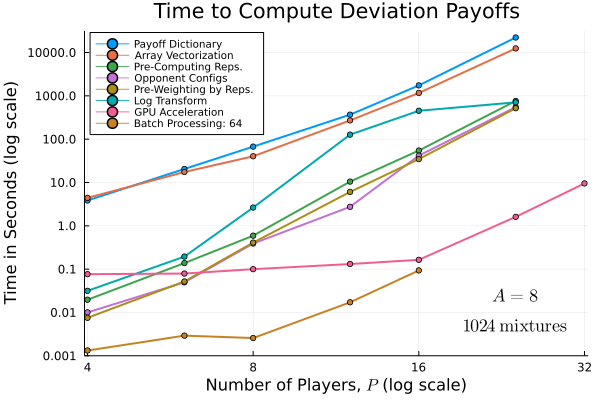 Time to Compute Deviation Payoffs
Time in Seconds (log scale)
10000.0
1000.0
100.0
10.0
1.0
0.1
0.01
0.001
Payoff Dictionary
Array Vectorization
Pre-Computing Reps.
Opponent Configs
Pre-Weighting by Reps.
Log Transform
GPU Acceleration
Batch Processing: 64
A = 8
1024 mixtures
4
8
16
32
Number of Players, P (log scale)